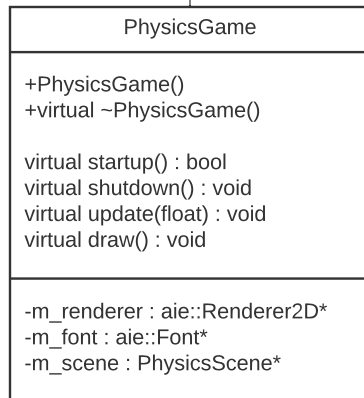 PhysicsGame
+PhysicsGame()
+virtual ~PhysicsGame()
virtual startup() : bool
virtual shutdown() : void
virtual update(float) : void
virtual draw() : void
-m_renderer : aie::Renderer2D*
-m_font : aie::Font*
-m_scene : PhysicsScene*